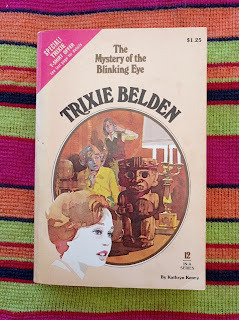 SPECIAL!
TRIXIE
T-SHIRT OFFER
$1.25
The
Mystery of the
Blinking Eye
TRIXIE BELDEN
12
IN A
SERIES
By Kathryn Kenny